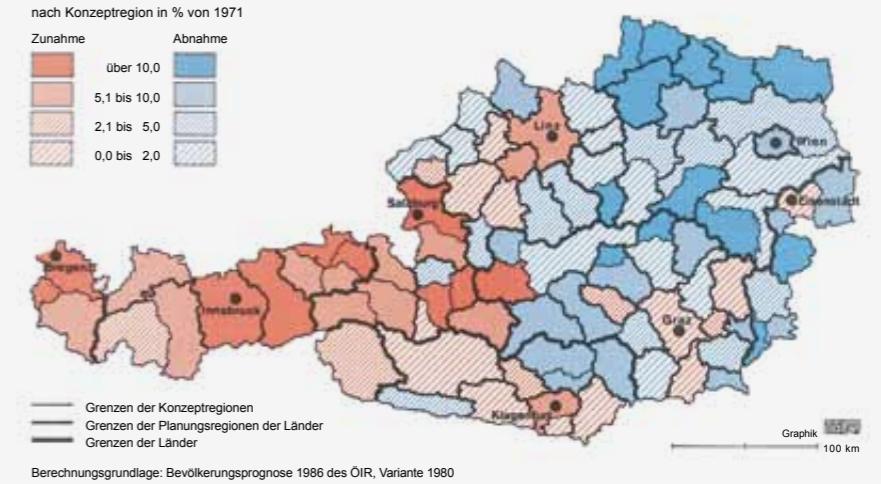 nach Konzeptregion in % von 1971
Zunahme Abnahme
über 10,0
5,1 bis 10,0
2,1 bis 5,0
0,0 bis 2,0
Linz
Wien
Salzburg
Eisenstadt
Bregenz
Innsbruck
Graz
Klagenfurt
Grenzen der Konzeptregionen
Grenzen der Planungsregionen der Länder
Grenzen der Länder
Graphik
100 km
Berechnungsgrundlage: Bevölkerungsprognose 1986 des ÖIR, Variante 1980